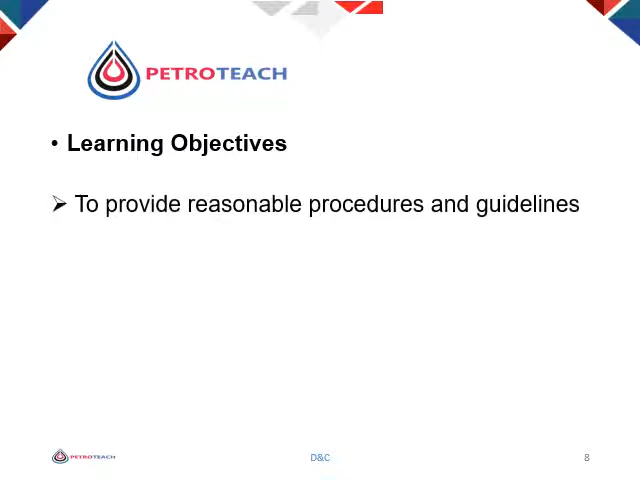 PETROTEACH
• Learning Objectives
➢ To provide reasonable procedures and guidelines
PETROTEACH
D&C
8